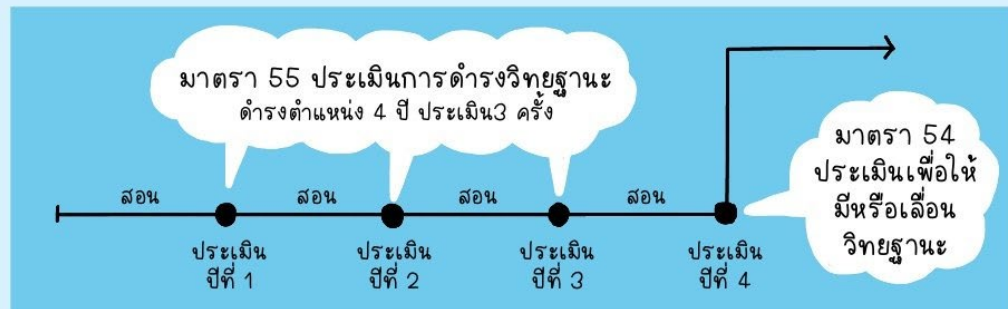 มาตรา 55 ประเมินการดำรงวิทยฐานะ
ดำรงตำแหน่ง 4 ปี ประเมิน3 ครั้ง
มาตรา 54
ประเมินเพื่อให้
มีหรือเลื่อน
วิทยฐานะ
สอน สอน สอน สอน
ประเมิน ประเมิน ประเมิน ประเมิน
ปีที่ 1 ปีที่ 2 ปีที่ 3 ปีที่ 4